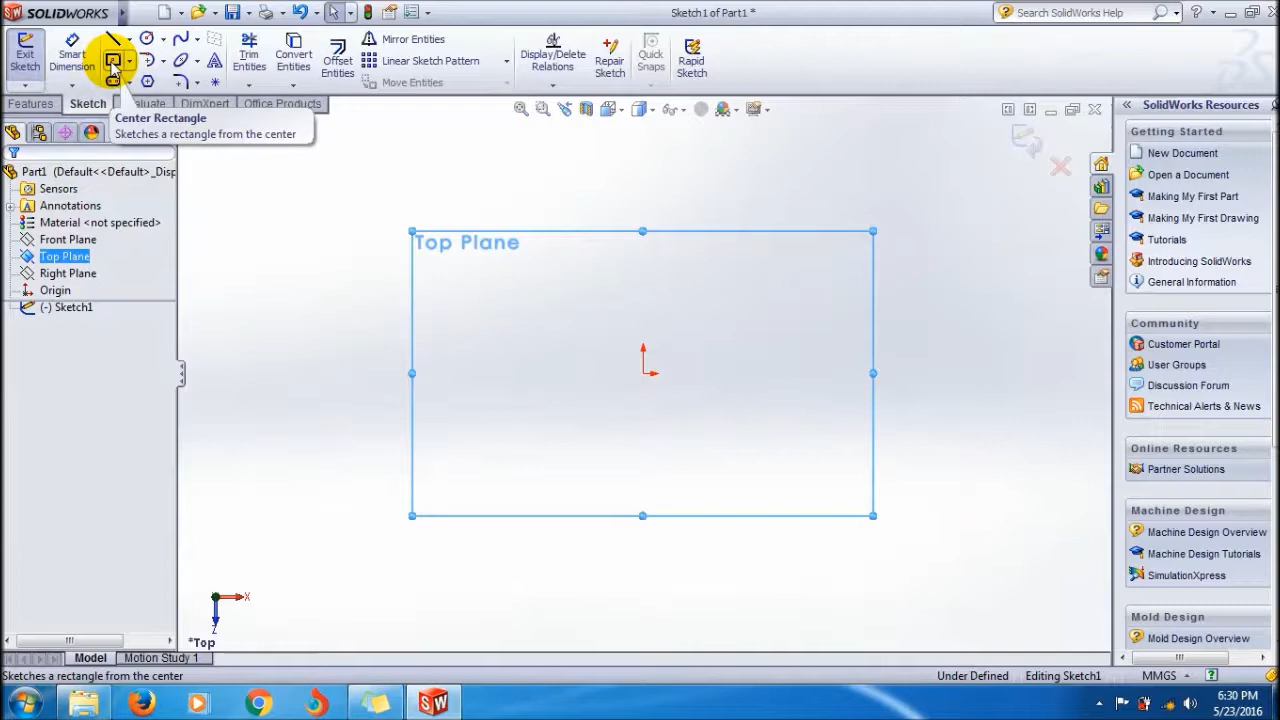 SOLIDWORKS
Sketch1 of Part1 *
Search SolidWorks Help
Exit Sketch
Smart Dimension
Trim Entities
Convert Entities
Offset Entities
Mirror Entities
Linear Sketch Pattern
Move Entities
Display/Delete Relations
Repair Sketch
Quick Snaps
Rapid Sketch
Features
Sketch
Evaluate
DimXpert
Office Products
Center Rectangle
Sketches a rectangle from the center
Part1 (Default<<Default>_Disp
Sensors
Annotations
Material <not specified>
Front Plane
Top Plane
Right Plane
Origin
(-) Sketch1
Top Plane
X
Z
*Top
SolidWorks Resources
Getting Started
New Document
Open a Document
Making My First Part
Making My First Drawing
Tutorials
Introducing SolidWorks
General Information
Community
Customer Portal
User Groups
Discussion Forum
Technical Alerts & News
Online Resources
Partner Solutions
Machine Design
Machine Design Overview
Machine Design Tutorials
SimulationXpress
Mold Design
Mold Design Overview
Model
Motion Study 1
Sketches a rectangle from the center
Under Defined
Editing Sketch1
MMGS
6:30 PM
5/23/2016